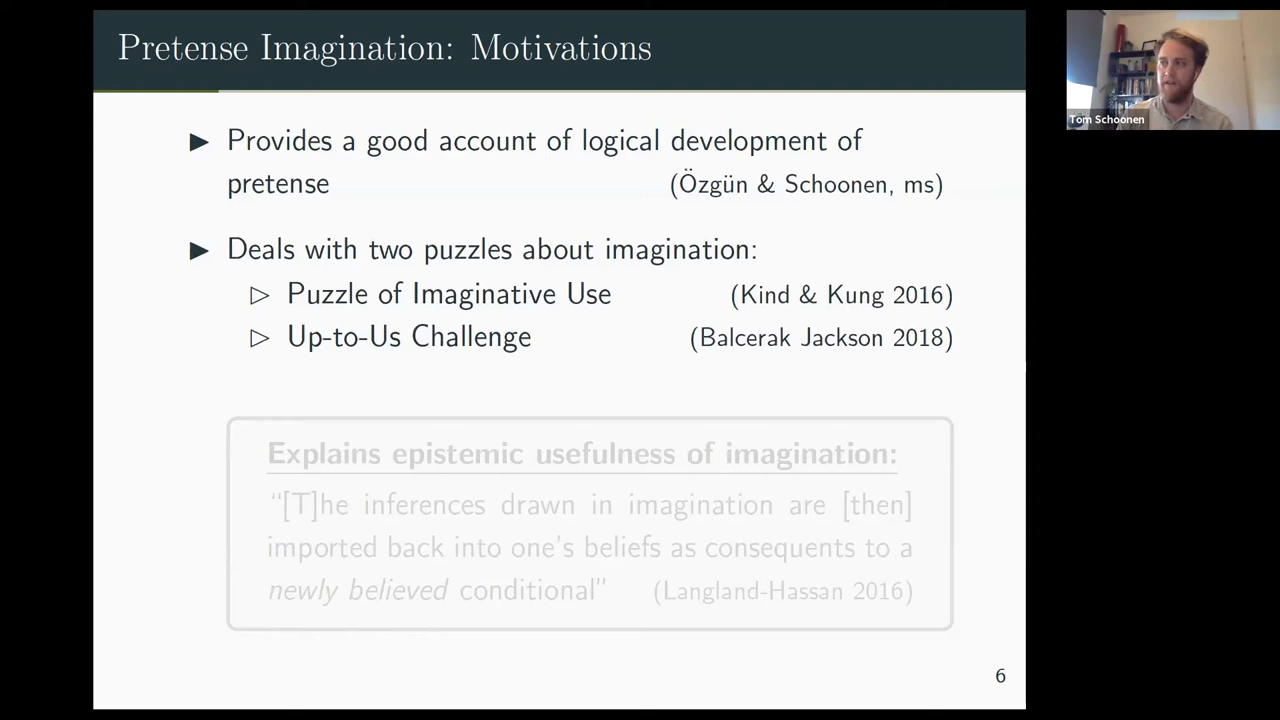 Pretense Imagination: Motivations
Tom Schoonen
▶ Provides a good account of logical development of
pretense (Özgün & Schoonen, ms)
▶ Deals with two puzzles about imagination:
▷ Puzzle of Imaginative Use (Kind & Kung 2016)
▷ Up-to-Us Challenge (Balcerak Jackson 2018)
Explains epistemic usefulness of imagination:
“[T]he inferences drawn in imagination are [then]
imported back into one's beliefs as consequents to a
newly believed conditional” (Langland-Hassan 2016)
6